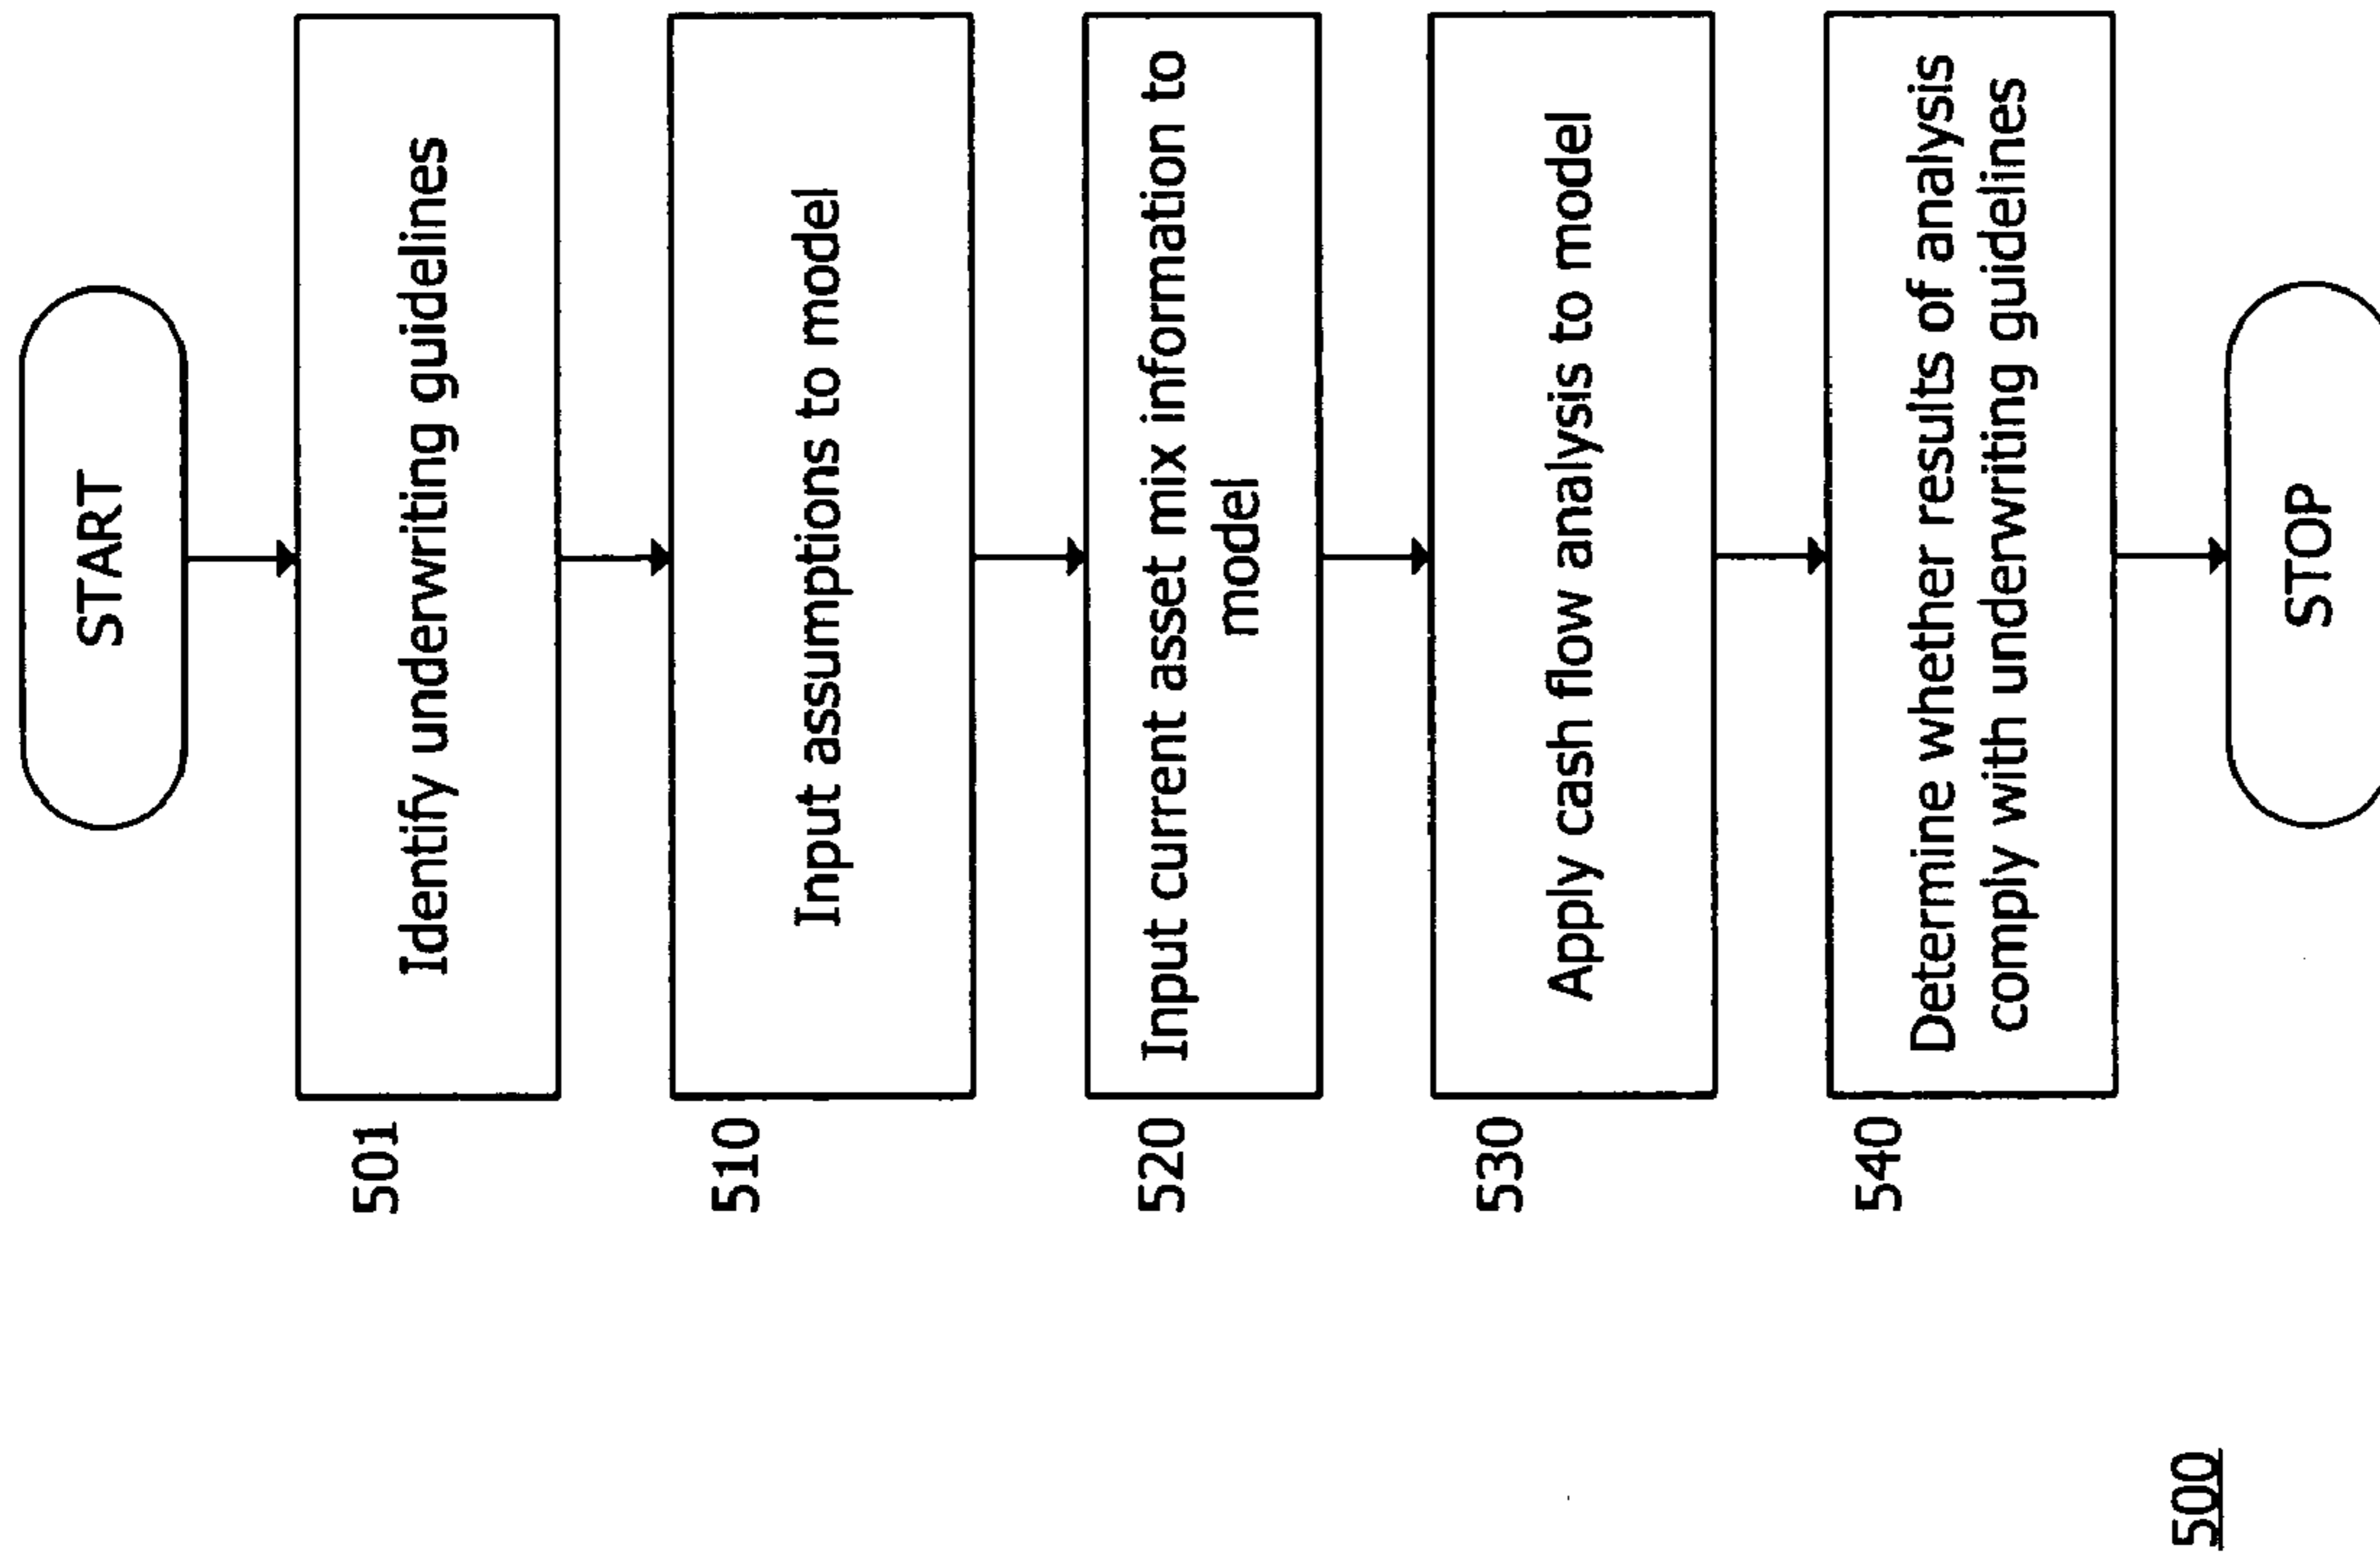 START
501
Identify underwriting guidelines
510
Input assumptions to model
520
Input current asset mix information to
model
530
Apply cash flow analysis to model
540
Determine whether results of analysis
comply with underwriting guidelines
STOP
500